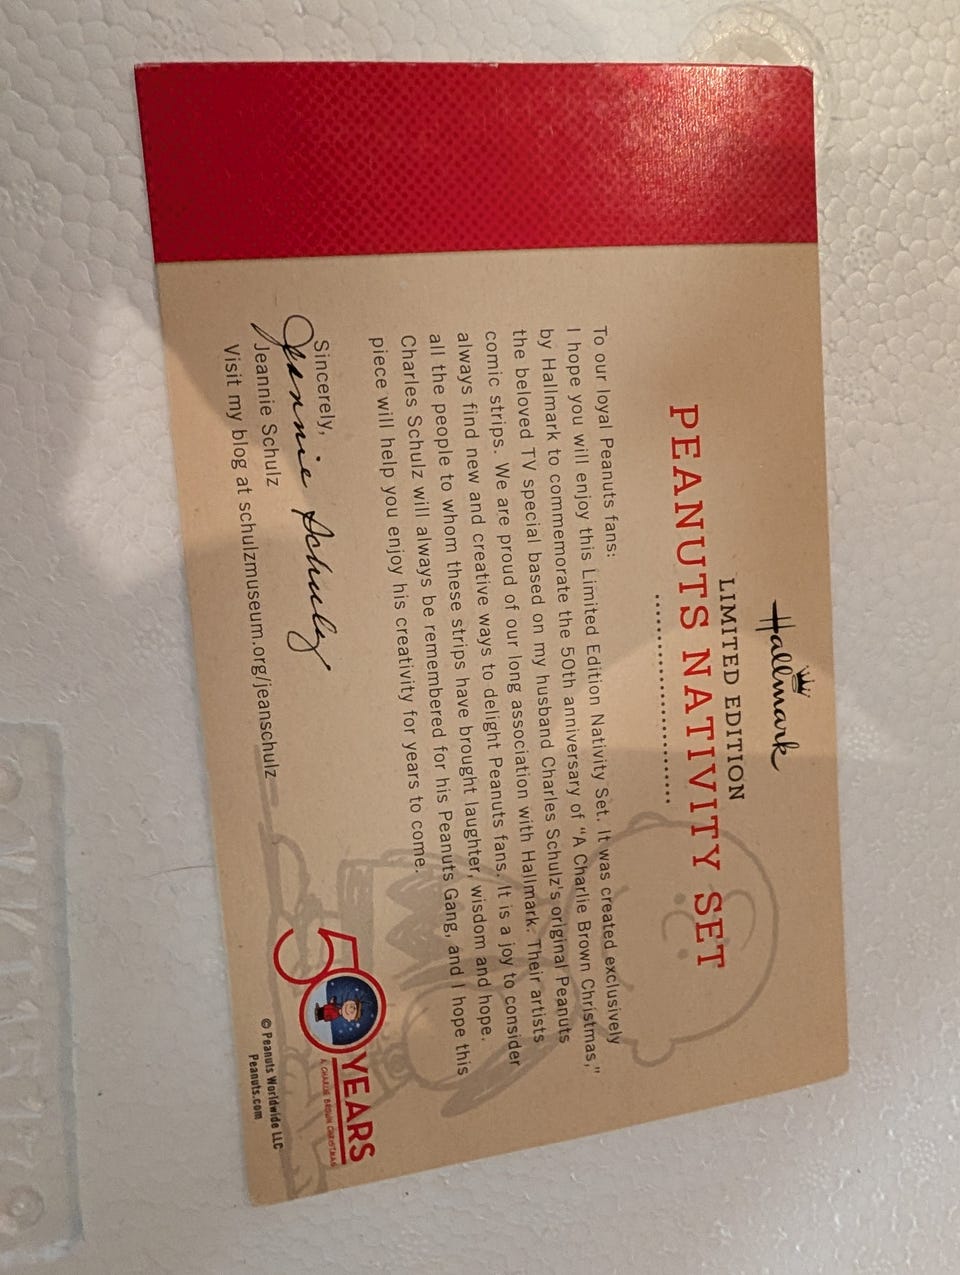 Hallmark
LIMITED EDITION
PEANUTS NATIVITY SET
To our loyal Peanuts fans:
I hope you will enjoy this Limited Edition Nativity Set. It was created exclusively
by Hallmark to commemorate the 50th anniversary of "A Charlie Brown Christmas,"
the beloved TV special based on my husband Charles Schulz's original Peanuts
comic strips. We are proud of our long association with Hallmark. Their artists
always find new and creative ways to delight Peanuts fans. It is a joy to consider
all the people to whom these strips have brought laughter, wisdom and hope.
Charles Schulz will always be remembered for his Peanuts Gang, and I hope this
piece will help you enjoy his creativity for years to come.
Sincerely,
Jeannie Schulz
Jeannie Schulz
Visit my blog at schulzmuseum.org/jeanschulz
50 YEARS
A CHARLIE BROWN CHRISTMAS
© Peanuts Worldwide LLC
Peanuts.com